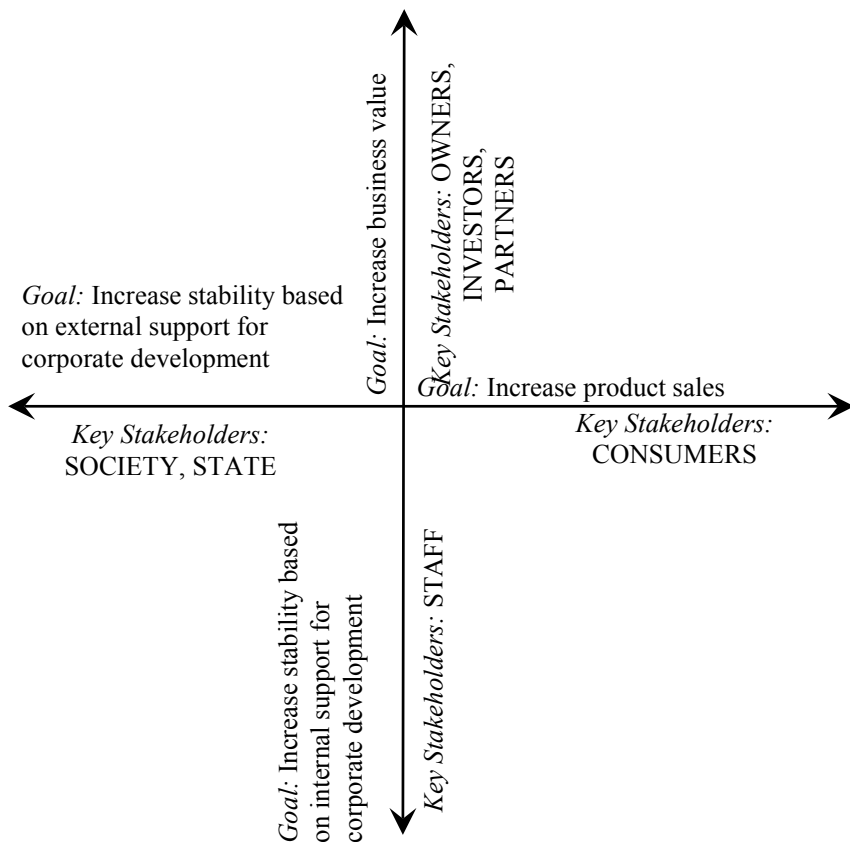 Goal: Increase business value
Key Stakeholders: OWNERS,
INVESTORS,
PARTNERS
Goal: Increase stability based
on external support for
corporate development
Goal: Increase product sales
Key Stakeholders:
SOCIETY, STATE
Key Stakeholders:
CONSUMERS
Goal: Increase stability based
on internal support for
corporate development
Key Stakeholders: STAFF